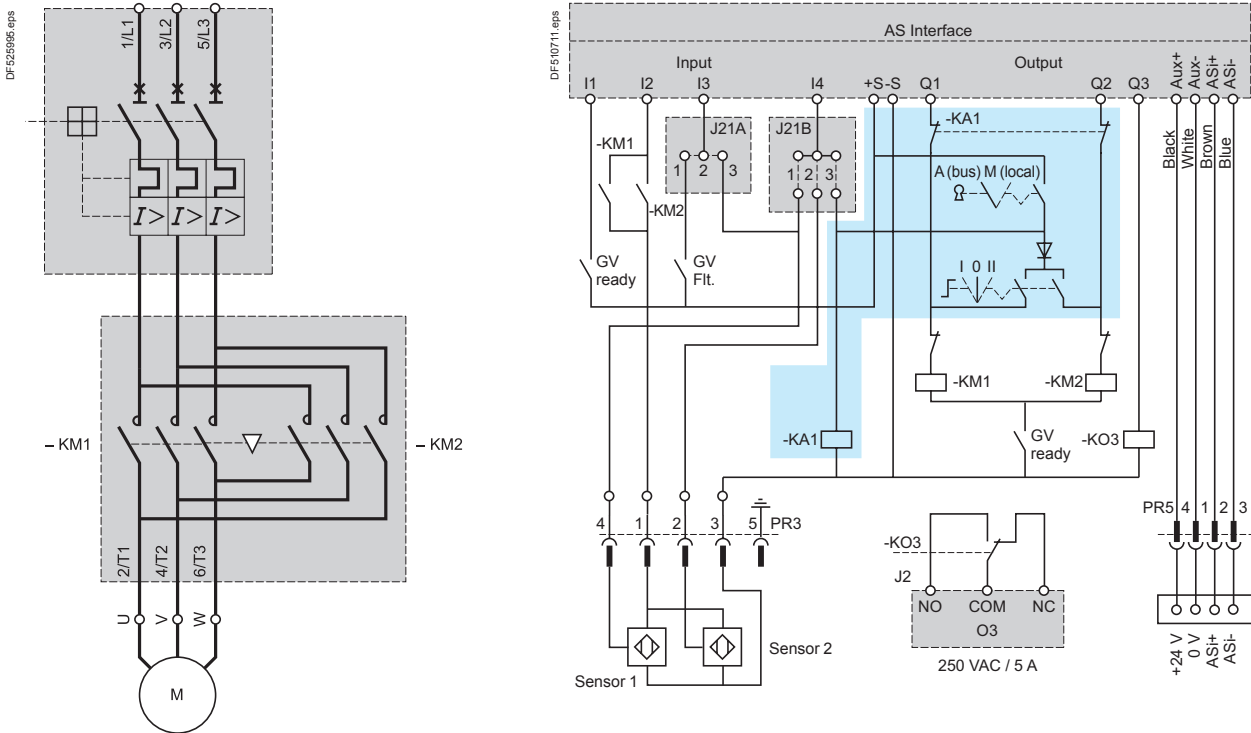 DF525995.eps
1/L1
3/L2
5/L3
I>
I>
I>
– KM1
– KM2
2/T1
4/T2
6/T3
U
V
W
M
DF510711.eps
AS Interface
Input
Output
I1
I2
I3
I4
+S
-S
Q1
Q2
Q3
Aux+
Aux-
ASi+
ASi-
Black
White
Brown
Blue
J21A
J21B
-KA1
-KM1
1 2 3
1 2 3
A (bus) M (local)
-KM2
GV
ready
GV
Flt.
I 0 II
-KM1
-KM2
-KA1
GV
ready
-KO3
4 1 2 3 5 PR3
PR5 4 1 2 3
-KO3
J2
NO COM NC
O3
250 VAC / 5 A
Sensor 1
Sensor 2
+24 V
0 V
ASi+
ASi-